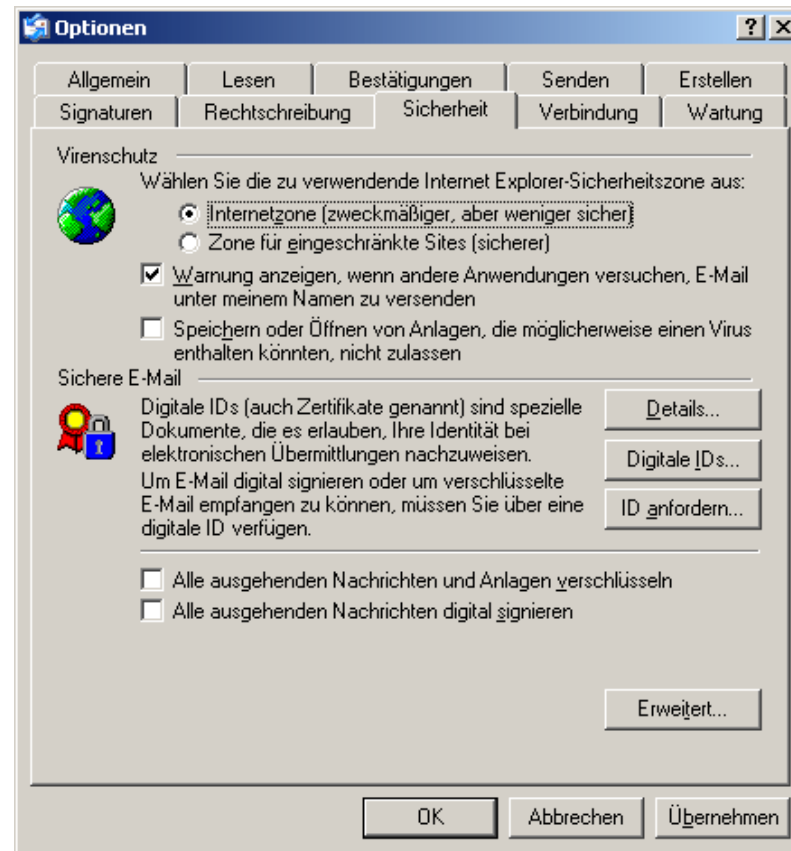 Optionen
Allgemein
Lesen
Bestätigungen
Senden
Erstellen
Signaturen
Rechtschreibung
Sicherheit
Verbindung
Wartung
Virenschutz
Wählen Sie die zu verwendende Internet Explorer-Sicherheitszone aus:
Internetzone (zweckmäßiger, aber weniger sicher)
Zone für eingeschränkte Sites (sicherer)
Warnung anzeigen, wenn andere Anwendungen versuchen, E-Mail
unter meinem Namen zu versenden
Speichern oder Öffnen von Anlagen, die möglicherweise einen Virus
enthalten könnten, nicht zulassen
Sichere E-Mail
Digitale IDs (auch Zertifikate genannt) sind spezielle
Dokumente, die es erlauben, Ihre Identität bei
elektronischen Übermittlungen nachzuweisen.
Um E-Mail digital signieren oder um verschlüsselte
E-Mail empfangen zu können, müssen Sie über eine
digitale ID verfügen.
Details...
Digitale IDs...
ID anfordern...
Alle ausgehenden Nachrichten und Anlagen verschlüsseln
Alle ausgehenden Nachrichten digital signieren
Erweitert...
OK
Abbrechen
Übernehmen